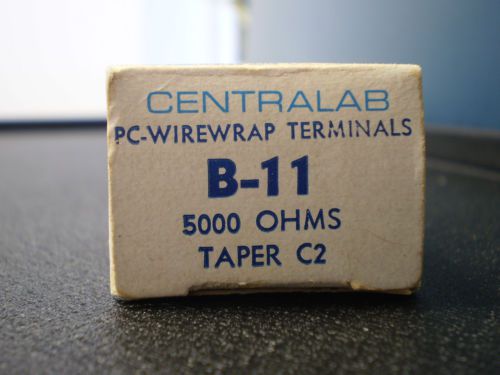 CENTRALAB
PC-WIREWRAP TERMINALS
B-11
5000 OHMS
TAPER C2